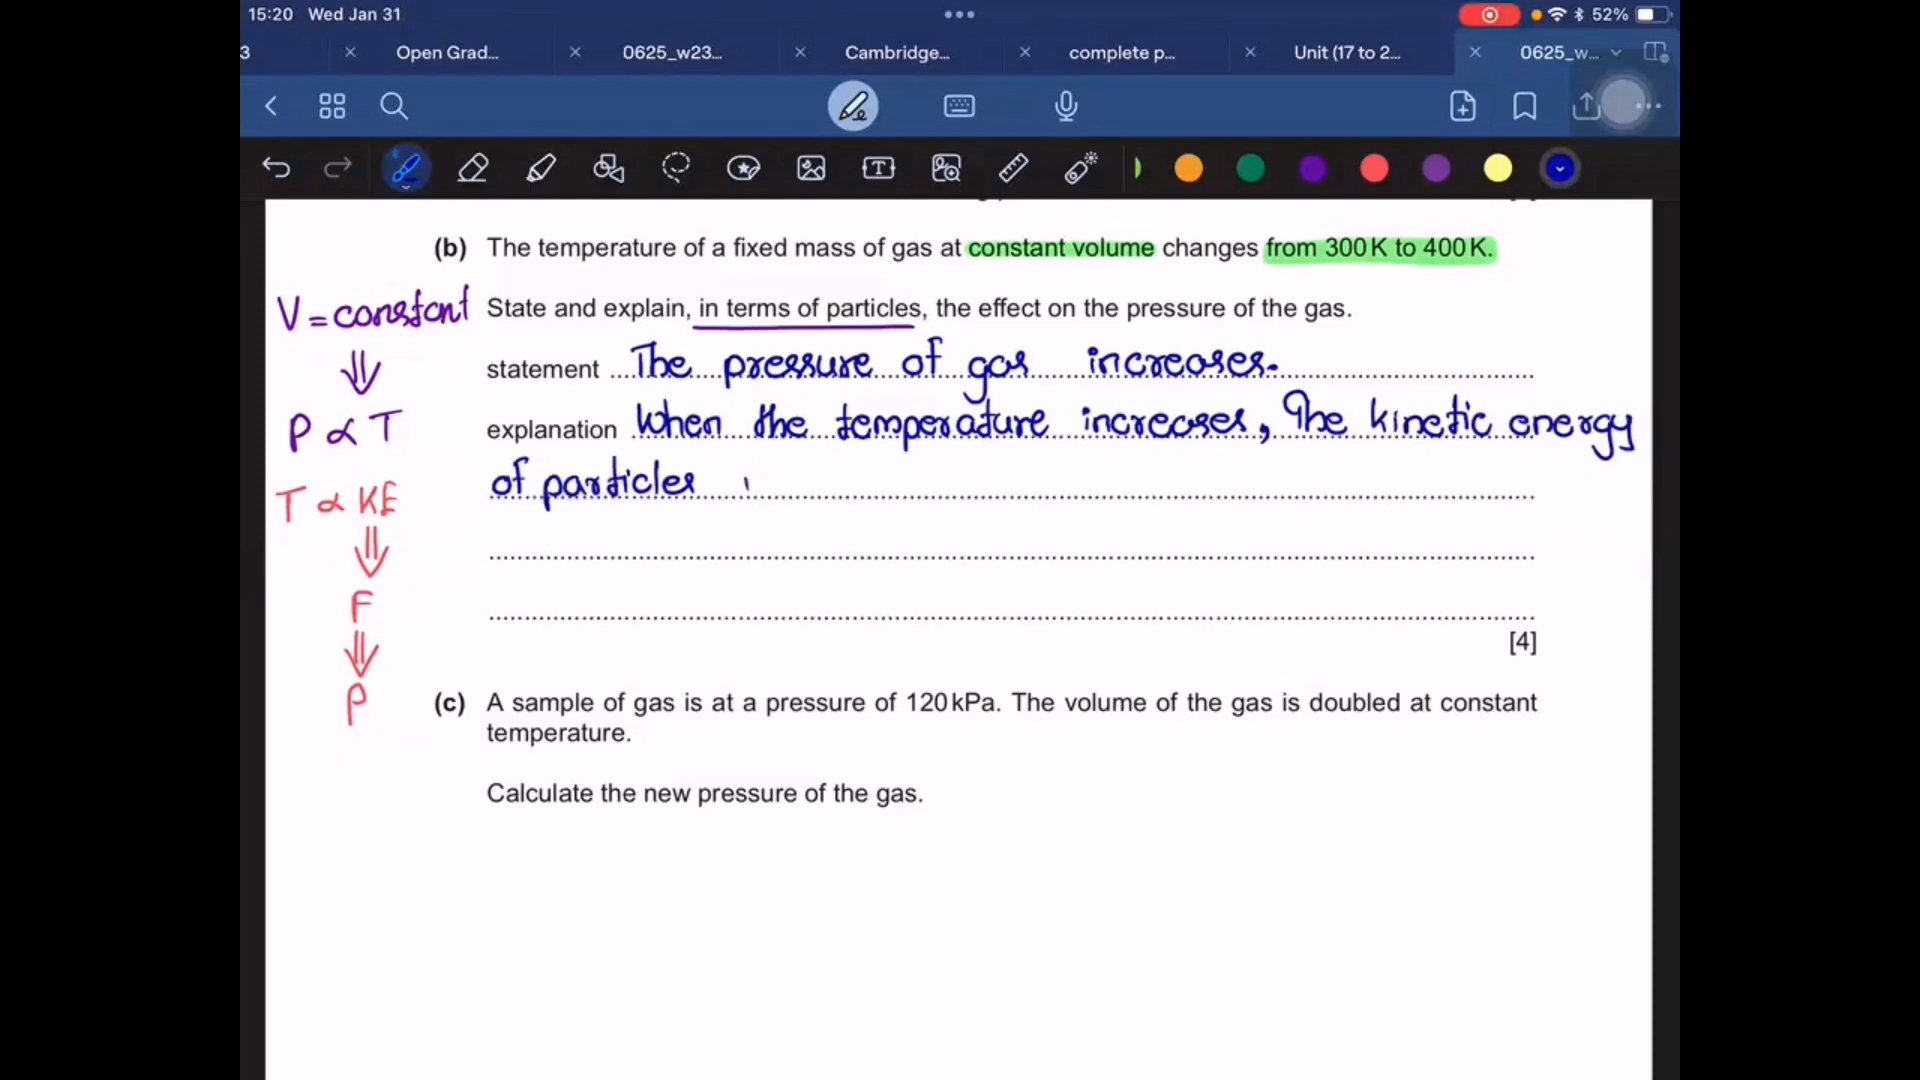 15:20 Wed Jan 31 52%
3 Open Grad... 0625_w23... Cambridge... complete p... Unit (17 to 2... 0625_w...
(b) The temperature of a fixed mass of gas at constant volume changes from 300 K to 400 K.
V = constant
State and explain, in terms of particles, the effect on the pressure of the gas.
statement The pressure of gas increases.
P ∝ T
explanation When the temperature increases, The kinetic energy
T ∝ KE
of particles
F
[4]
P
(c) A sample of gas is at a pressure of 120 kPa. The volume of the gas is doubled at constant
temperature.
Calculate the new pressure of the gas.